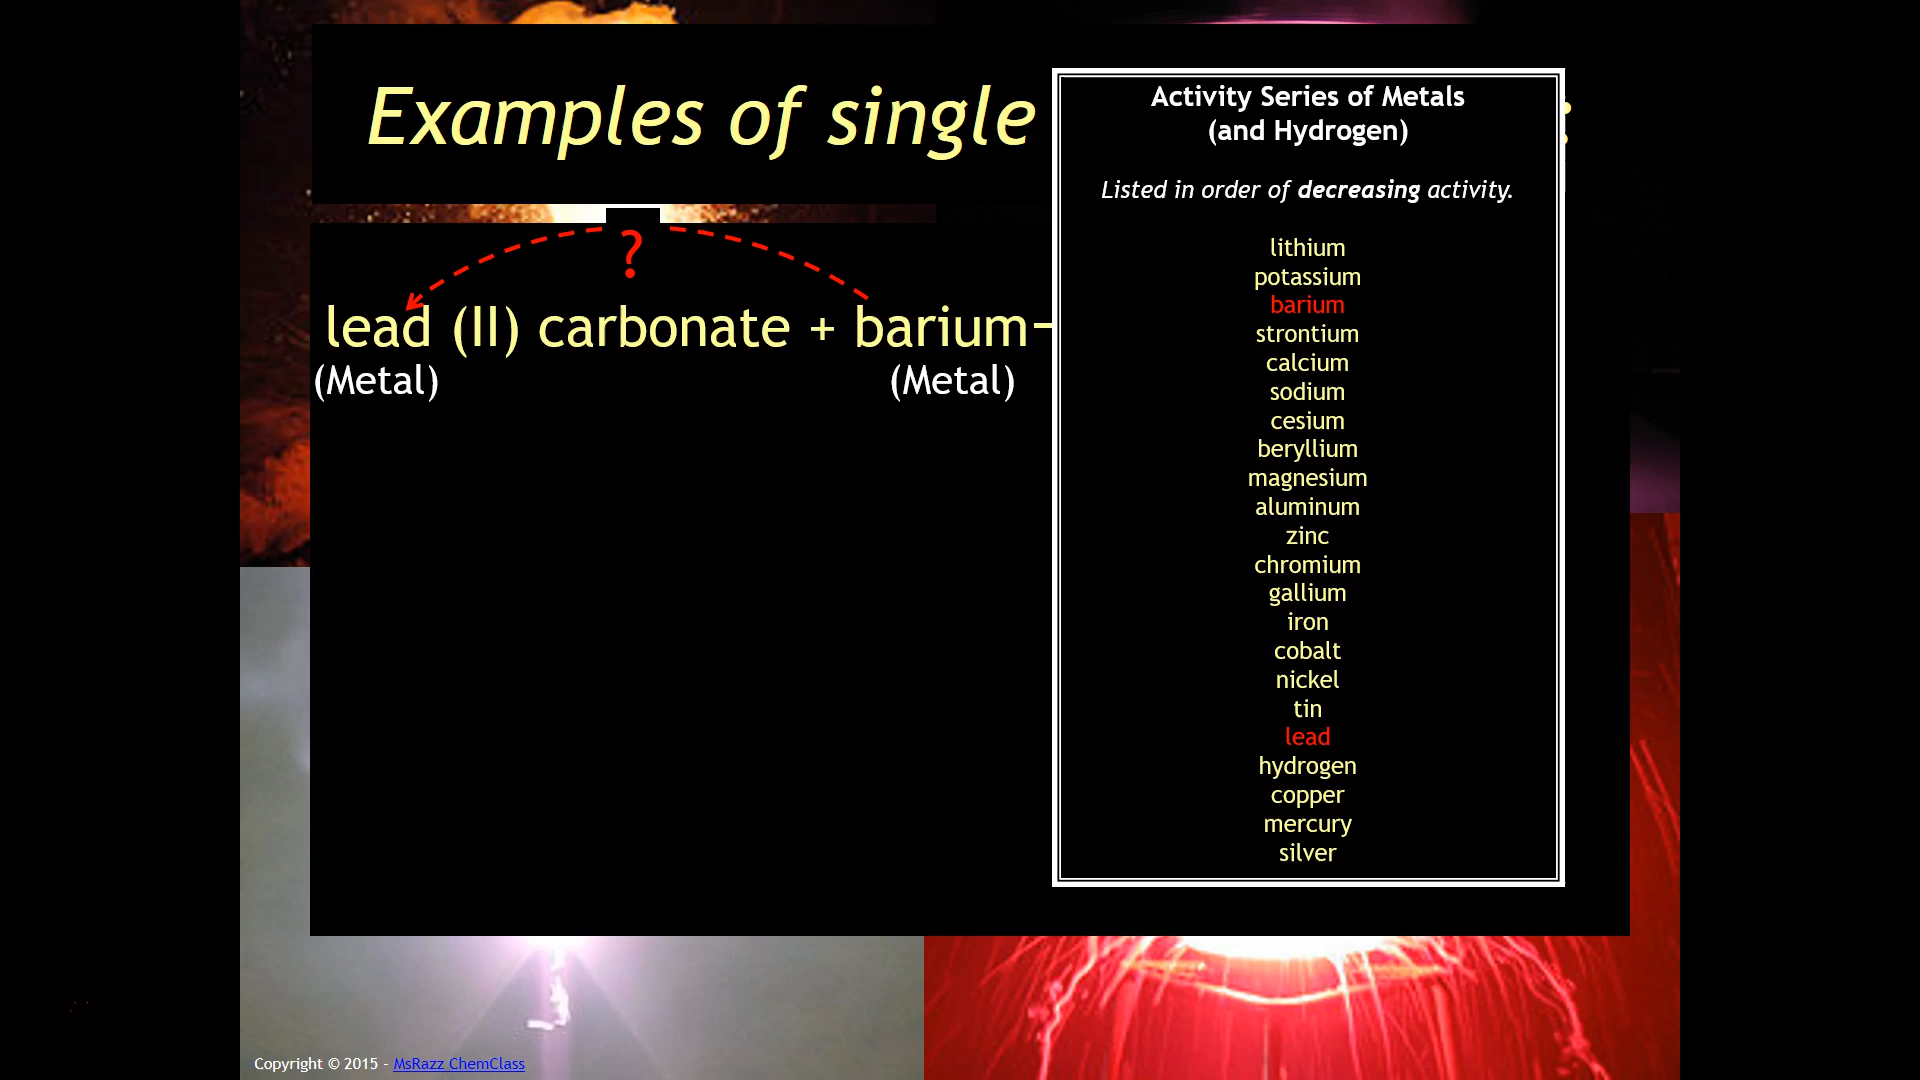 Examples of single
:
Activity Series of Metals
(and Hydrogen)
Listed in order of decreasing activity.
?
lead (II) carbonate + barium
(Metal)
(Metal)
lithium
potassium
barium
strontium
calcium
sodium
cesium
beryllium
magnesium
aluminum
zinc
chromium
gallium
iron
cobalt
nickel
tin
lead
hydrogen
copper
mercury
silver
Copyright © 2015 - MsRazz ChemClass